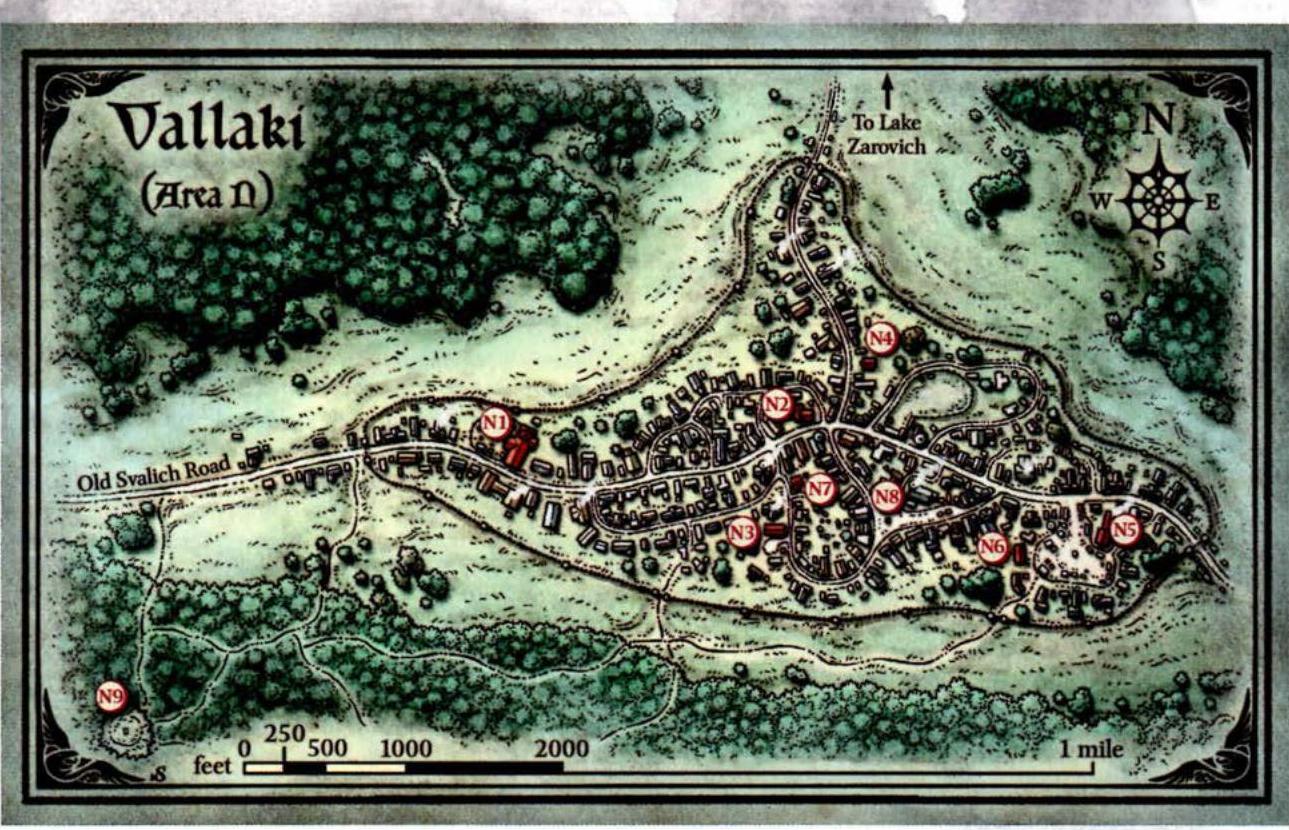 Vallaki
(Area N)
To Lake
Zarovich
N
W
E
S
N4
N2
N1
Old Svalich Road
N7
N8
N3
N5
N6
N9
0 250 500 1000 2000 1 mile
feet